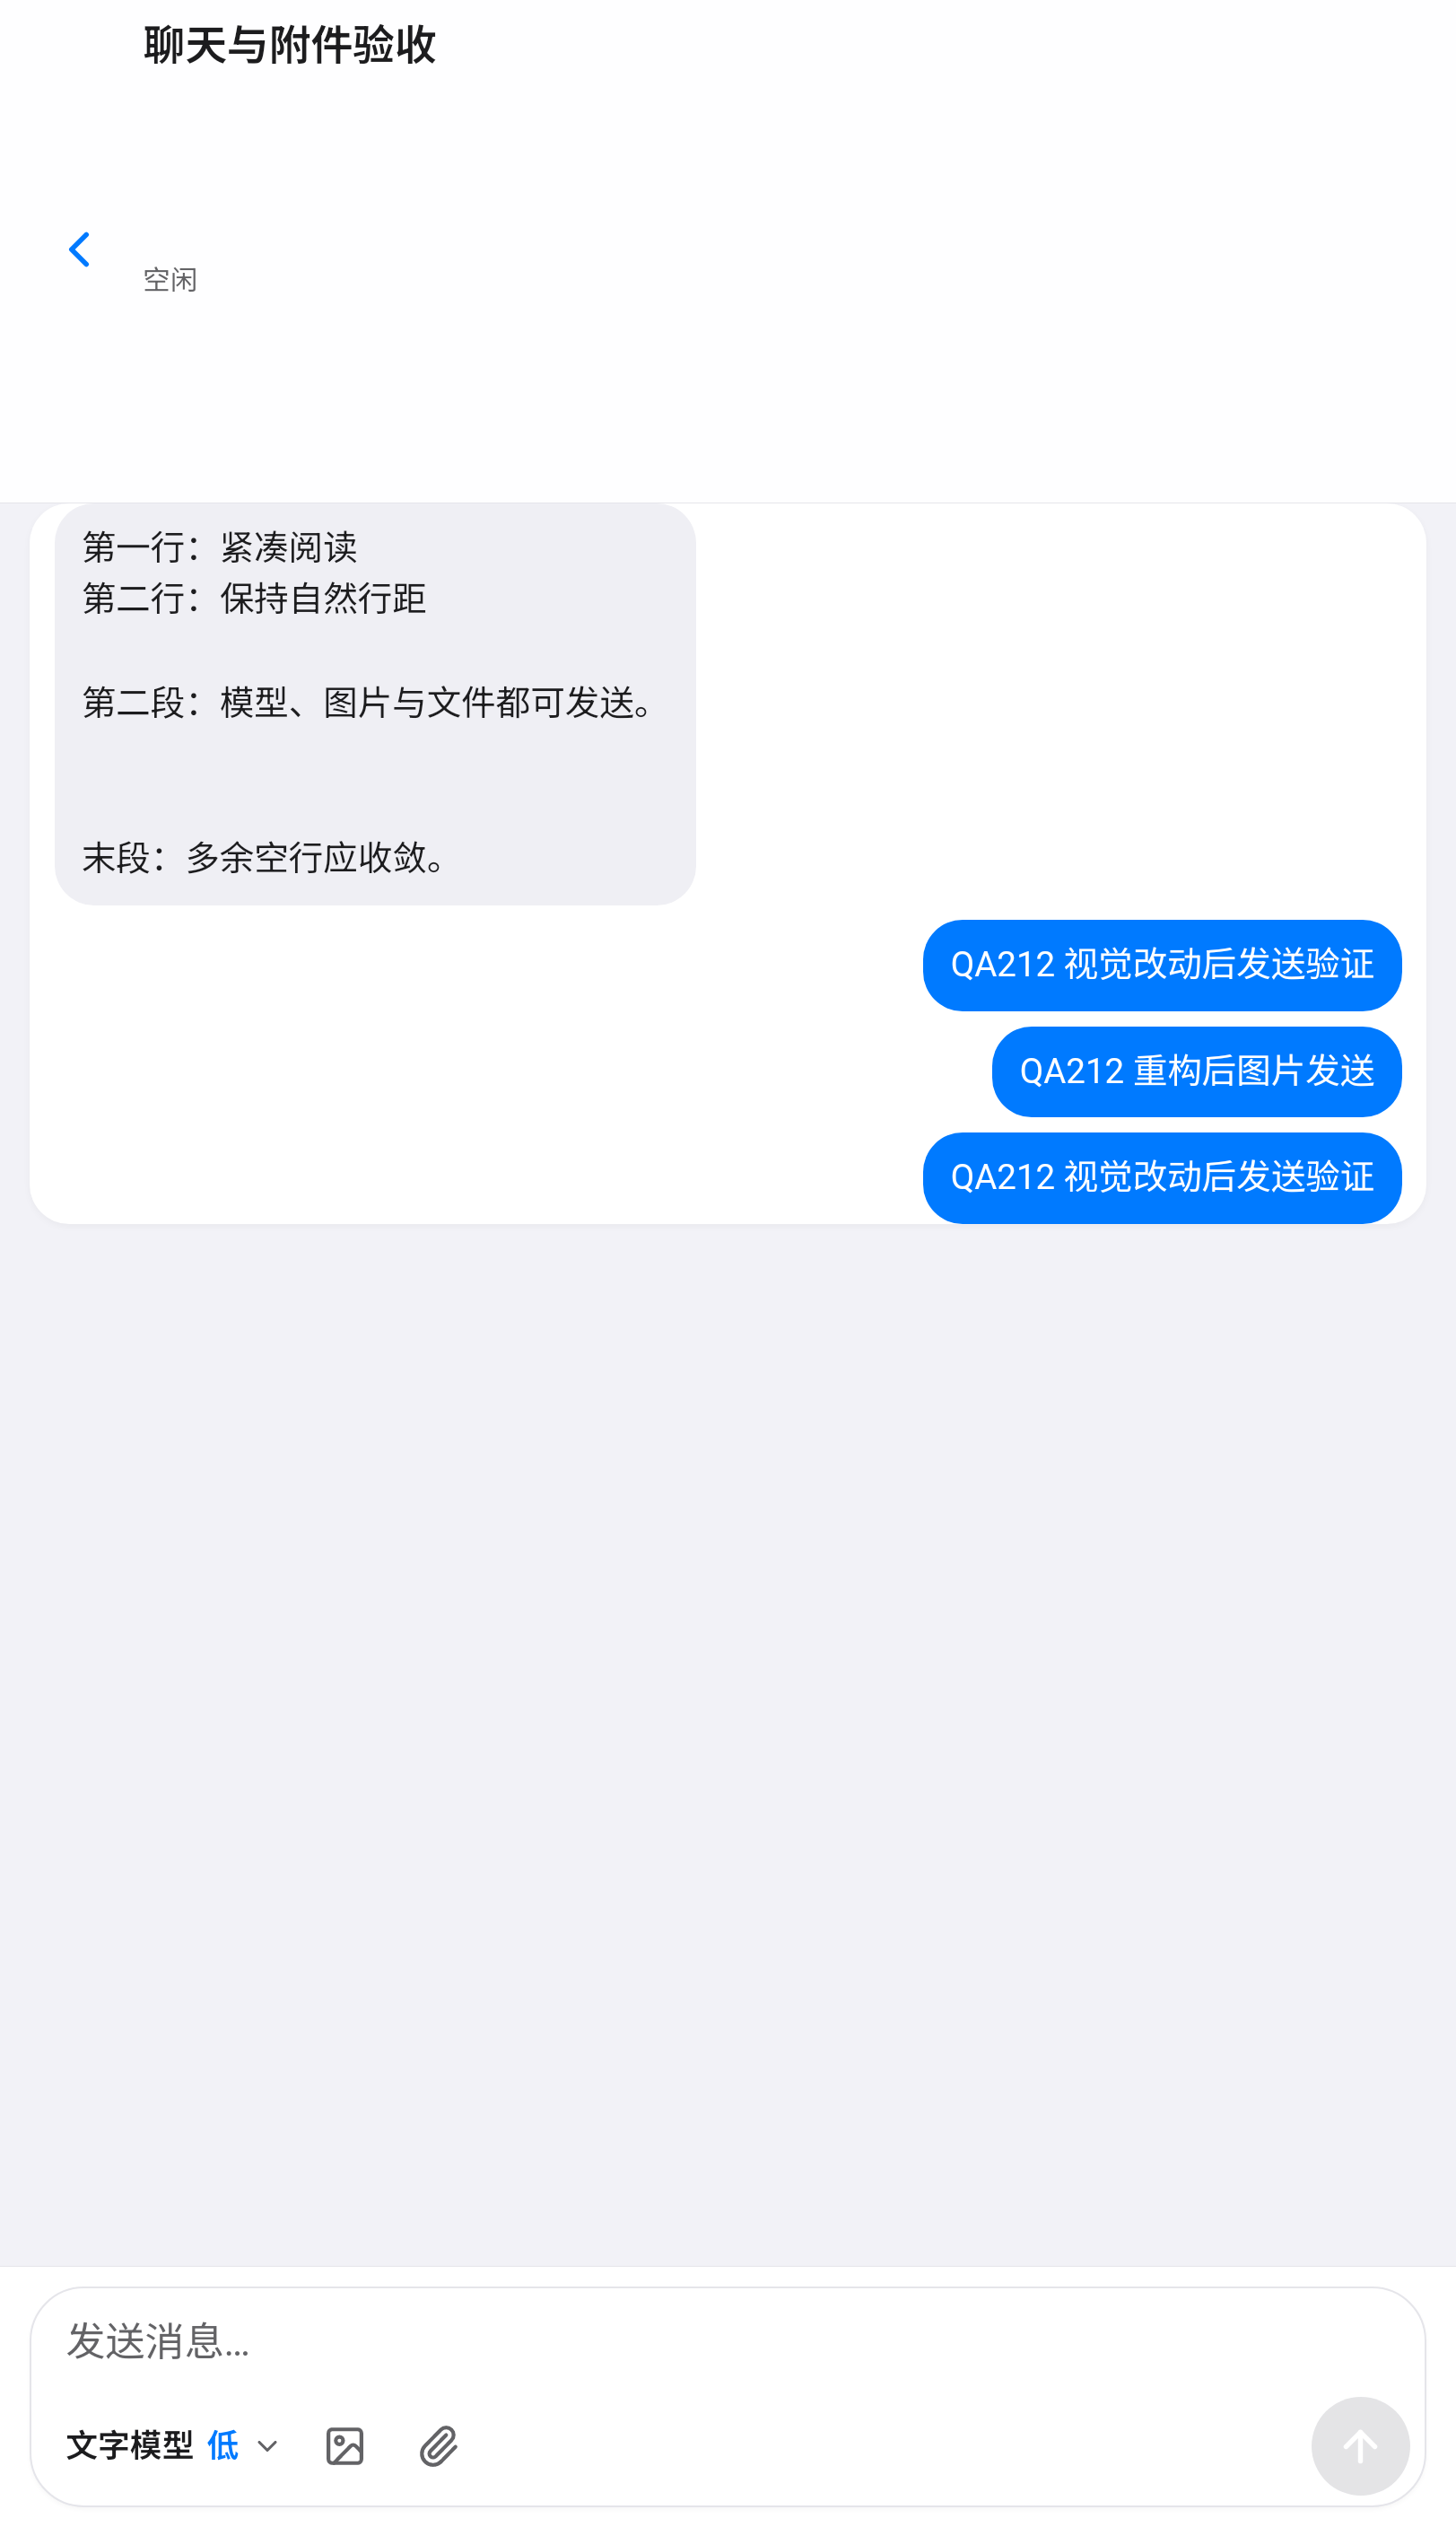 聊天与附件验收
空闲
第一行：紧凑阅读
第二行：保持自然行距
第二段：模型、图片与文件都可发送。
末段：多余空行应收敛。
QA212 视觉改动后发送验证
QA212 重构后图片发送
QA212 视觉改动后发送验证
发送消息...
文字模型 低